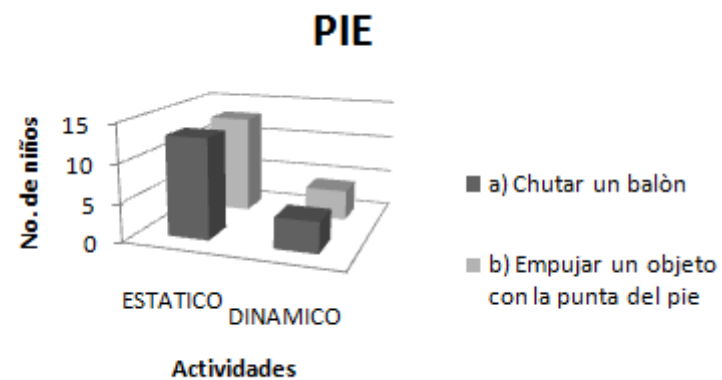 PIE
No. de niños
15
10
5
0
ESTATICO
DINAMICO
Actividades
a) Chutar un balòn
b) Empujar un objeto
con la punta del pie